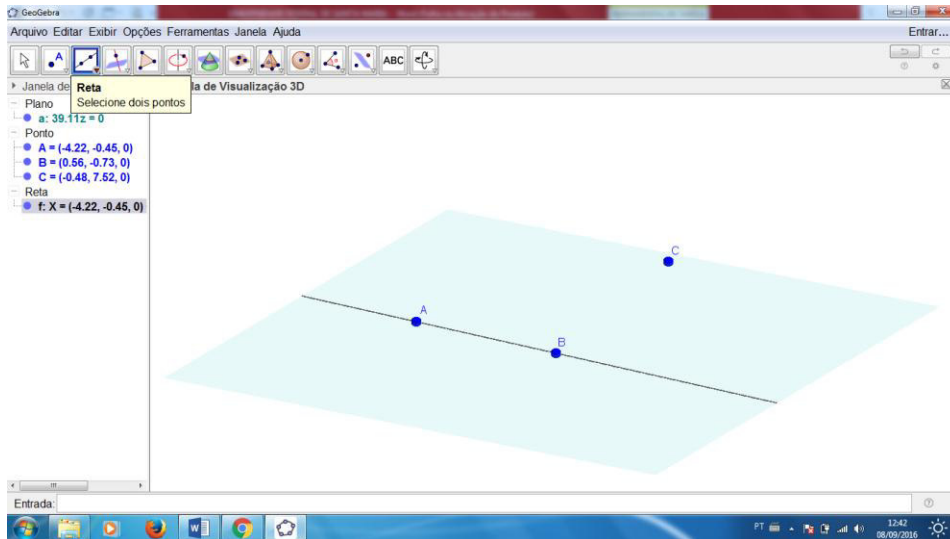 GeoGebra
Arquivo Editar Exibir Opções Ferramentas Janela Ajuda
Entrar...
A
ABC
Janela de
Reta
Selecione dois pontos
la de Visualização 3D
Plano
a: 39.11z = 0
Ponto
A = (-4.22, -0.45, 0)
B = (0.56, -0.73, 0)
C = (-0.48, 7.52, 0)
Reta
f: X = (-4.22, -0.45, 0)
C
A
B
Entrada:
PT
12:42
08/09/2016